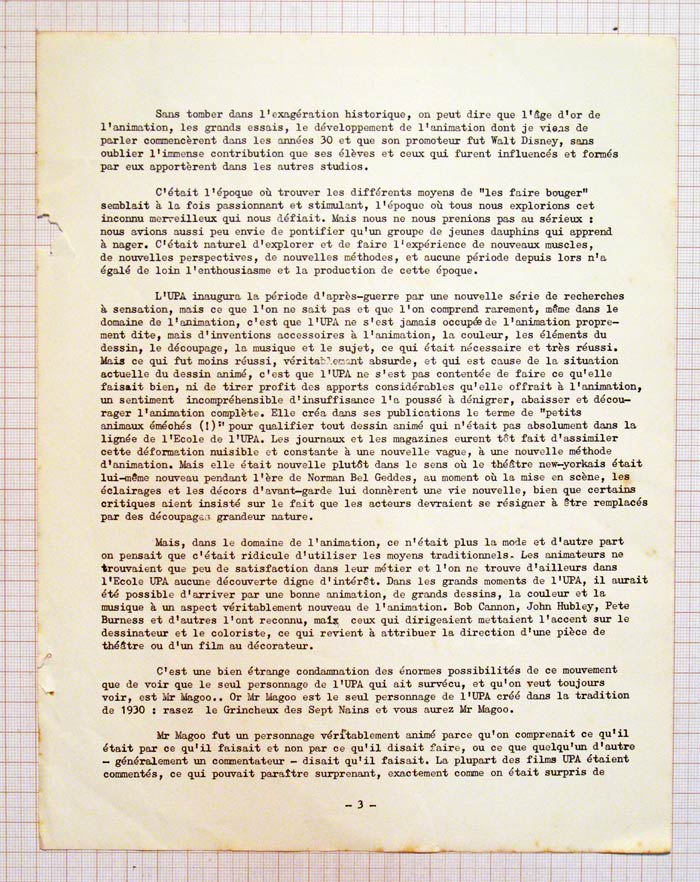 Sans tomber dans l'exagération historique, on peut dire que l'âge d'or de
l'animation, les grands essais, le développement de l'animation dont je viens de
parler commencèrent dans les années 30 et que son promoteur fut Walt Disney, sans
oublier l'immense contribution que ses élèves et ceux qui furent influencés et formés
par eux apportèrent dans les autres studios.
C'était l'époque où trouver les différents moyens de "les faire bouger"
semblait à la fois passionnant et stimulant, l'époque où tous nous explorions cet
inconnu merveilleux qui nous défiait. Mais nous ne nous prenions pas au sérieux :
nous avions aussi peu envie de pontifier qu'un groupe de jeunes dauphins qui apprend
à nager. C'était naturel d'explorer et de faire l'expérience de nouveaux muscles,
de nouvelles perspectives, de nouvelles méthodes, et aucune période depuis lors n'a
égalé de loin l'enthousiasme et la production de cette époque.
L'UPA inaugura la période d'après-guerre par une nouvelle série de recherches
à sensation, mais ce que l'on ne sait pas et que l'on comprend rarement, même dans le
domaine de l'animation, c'est que l'UPA ne s'est jamais occupée de l'animation propre-
ment dite, mais d'inventions accessoires à l'animation, la couleur, les éléments du
dessin, le découpage, la musique et le sujet, ce qui était nécessaire et très réussi.
Mais ce qui fut moins réussi, véritablement absurde, et qui est cause de la situation
actuelle du dessin animé, c'est que l'UPA ne s'est pas contentée de faire ce qu'elle
faisait bien, ni de tirer profit des apports considérables qu'elle offrait à l'animation,
un sentiment incompréhensible d'insuffisance l'a poussé à dénigrer, abaisser et décou-
rager l'animation complète. Elle créa dans ses publications le terme de "petits
animaux éméchés (!)" pour qualifier tout dessin animé qui n'était pas absolument dans la
lignée de l'Ecole de l'UPA. Les journaux et les magazines eurent tôt fait d'assimiler
cette déformation nuisible et constante à une nouvelle vague, à une nouvelle méthode
d'animation. Mais elle était nouvelle plutôt dans le sens où le théâtre new-yorkais était
lui-même nouveau pendant l'ère de Norman Bel Geddes, au moment où la mise en scène, les
éclairages et les décors d'avant-garde lui donnèrent une vie nouvelle, bien que certains
critiques aient insisté sur le fait que les acteurs devraient se résigner à être remplacés
par des découpages grandeur nature.
Mais, dans le domaine de l'animation, ce n'était plus la mode et d'autre part
on pensait que c'était ridicule d'utiliser les moyens traditionnels. Les animateurs ne
trouvaient que peu de satisfaction dans leur métier et l'on ne trouve d'ailleurs dans
l'Ecole UPA aucune découverte digne d'intérêt. Dans les grands moments de l'UPA, il aurait
été possible d'arriver par une bonne animation, de grands dessins, la couleur et la
musique à un aspect véritablement nouveau de l'animation. Bob Cannon, John Hubley, Pete
Burness et d'autres l'ont reconnu, mais ceux qui dirigeaient mettaient l'accent sur le
dessinateur et le coloriste, ce qui revient à attribuer la direction d'une pièce de
théâtre ou d'un film au décorateur.
C'est une bien étrange condamnation des énormes possibilités de ce mouvement
que de voir que le seul personnage de l'UPA qui ait survécu, et qu'on veut toujours
voir, est Mr Magoo.. Or Mr Magoo est le seul personnage de l'UPA créé dans la tradition
de 1930 : rasez le Grincheux des Sept Nains et vous aurez Mr Magoo.
Mr Magoo fut un personnage véritablement animé parce qu'on comprenait ce qu'il
était par ce qu'il faisait et non par ce qu'il disait faire, ou ce que quelqu'un d'autre
- généralement un commentateur - disait qu'il faisait. La plupart des films UPA étaient
commentés, ce qui pouvait paraître surprenant, exactement comme on était surpris de
- 3 -